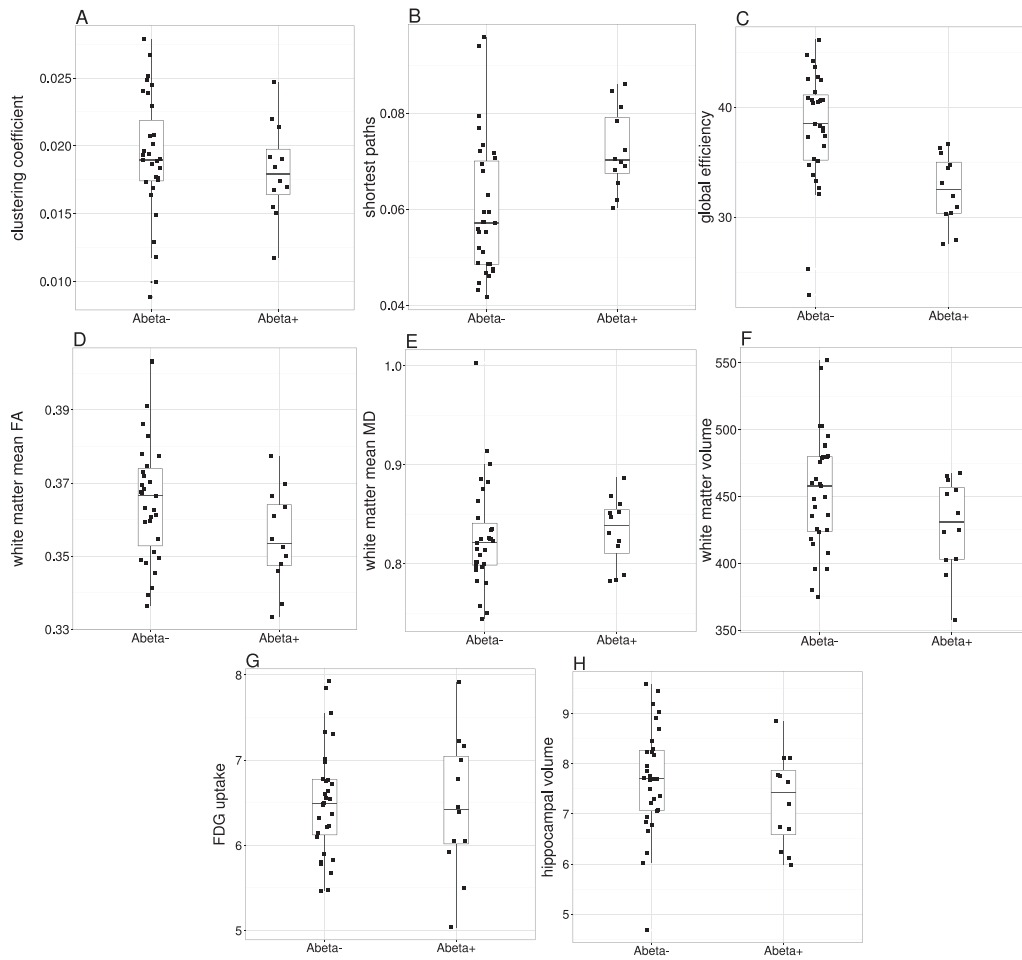 A
clustering coefficient
0.025
0.020
0.015
0.010
Abeta-
Abeta+
B
shortest paths
0.08
0.06
0.04
Abeta-
Abeta+
C
global efficiency
40
30
Abeta-
Abeta+
D
white matter mean FA
0.39
0.37
0.35
0.33
Abeta-
Abeta+
E
white matter mean MD
1.0
0.9
0.8
Abeta-
Abeta+
F
white matter volume
550
500
450
400
350
Abeta-
Abeta+
G
FDG uptake
8
7
6
5
Abeta-
Abeta+
H
hippocampal volume
9
8
7
6
5
Abeta-
Abeta+